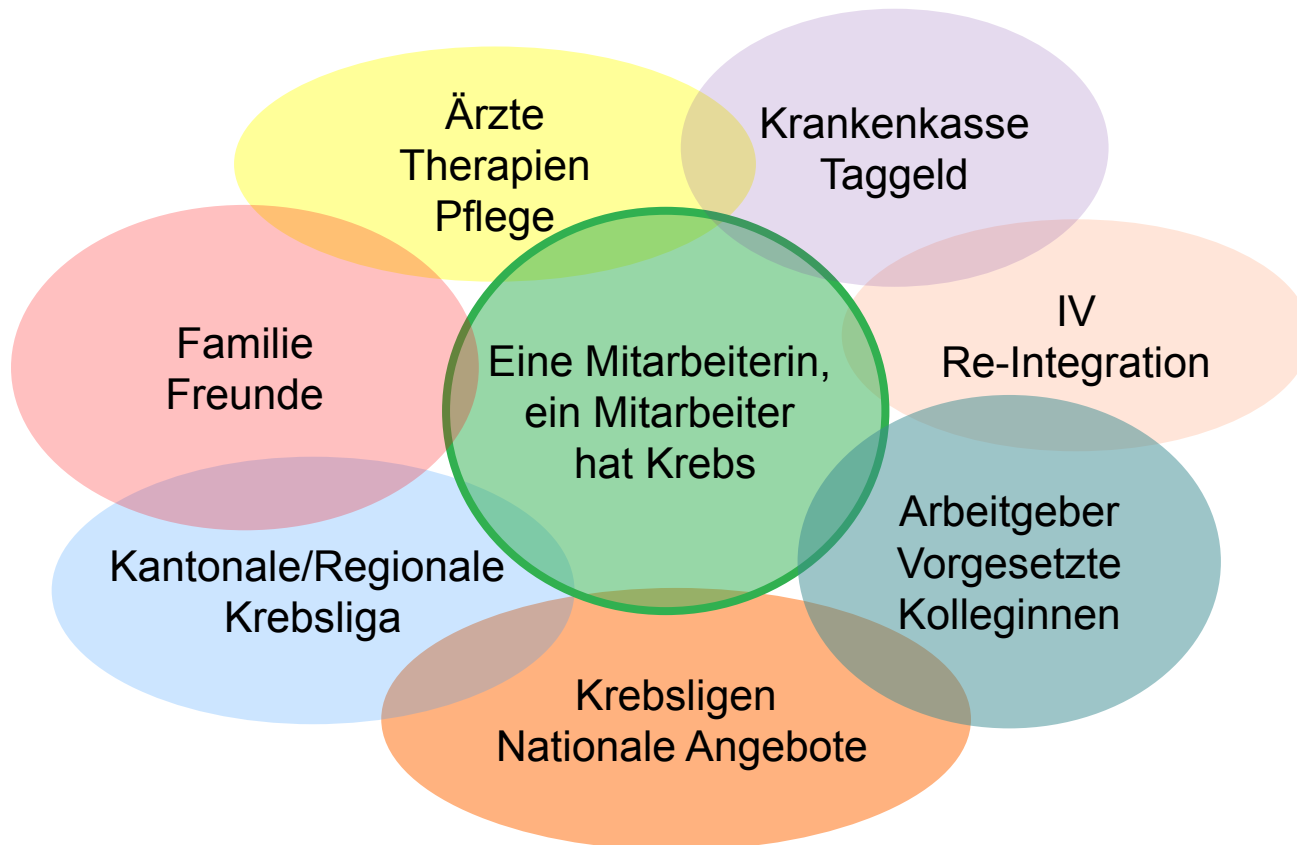 Ärzte
Therapien
Pflege
Krankenkasse
Taggeld
IV
Re-Integration
Familie
Freunde
Eine Mitarbeiterin,
ein Mitarbeiter
hat Krebs
Arbeitgeber
Vorgesetzte
Kolleginnen
Kantonale/Regionale
Krebsliga
Krebsligen
Nationale Angebote